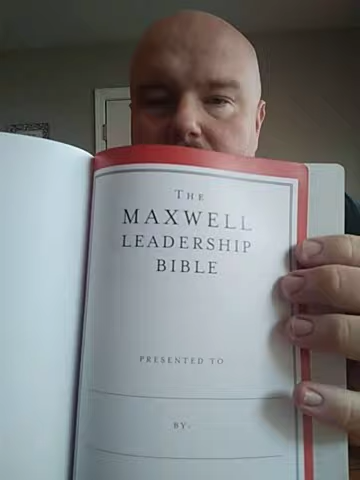 THE
MAXWELL
LEADERSHIP
BIBLE
PRESENTED TO
BY: